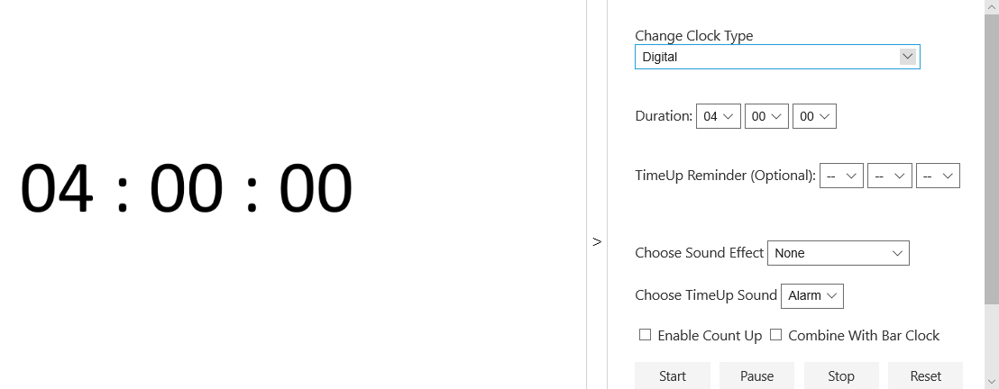 04 : 00 : 00
>
Change Clock Type
Digital
Duration: 04 00 00
TimeUp Reminder (Optional): -- -- --
Choose Sound Effect None
Choose TimeUp Sound Alarm
Enable Count Up Combine With Bar Clock
Start Pause Stop Reset